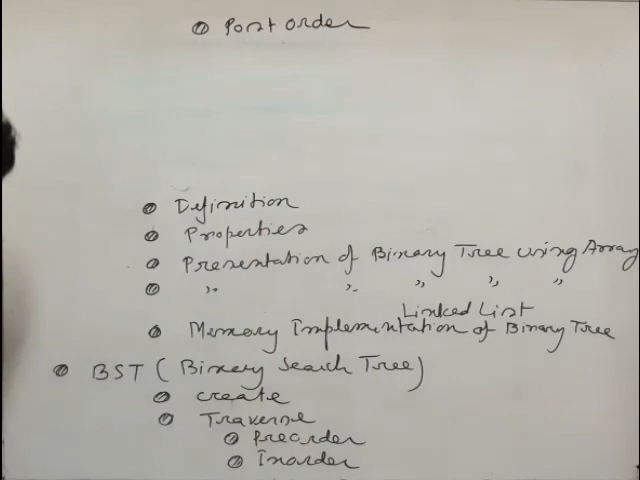 Post order
Definition
Properties
Presentation of Binary Tree using Array
" " " " "
Linked List
Memory Implementation of Binary Tree
BST (Binary Search Tree)
create
Traverse
Preorder
Inorder